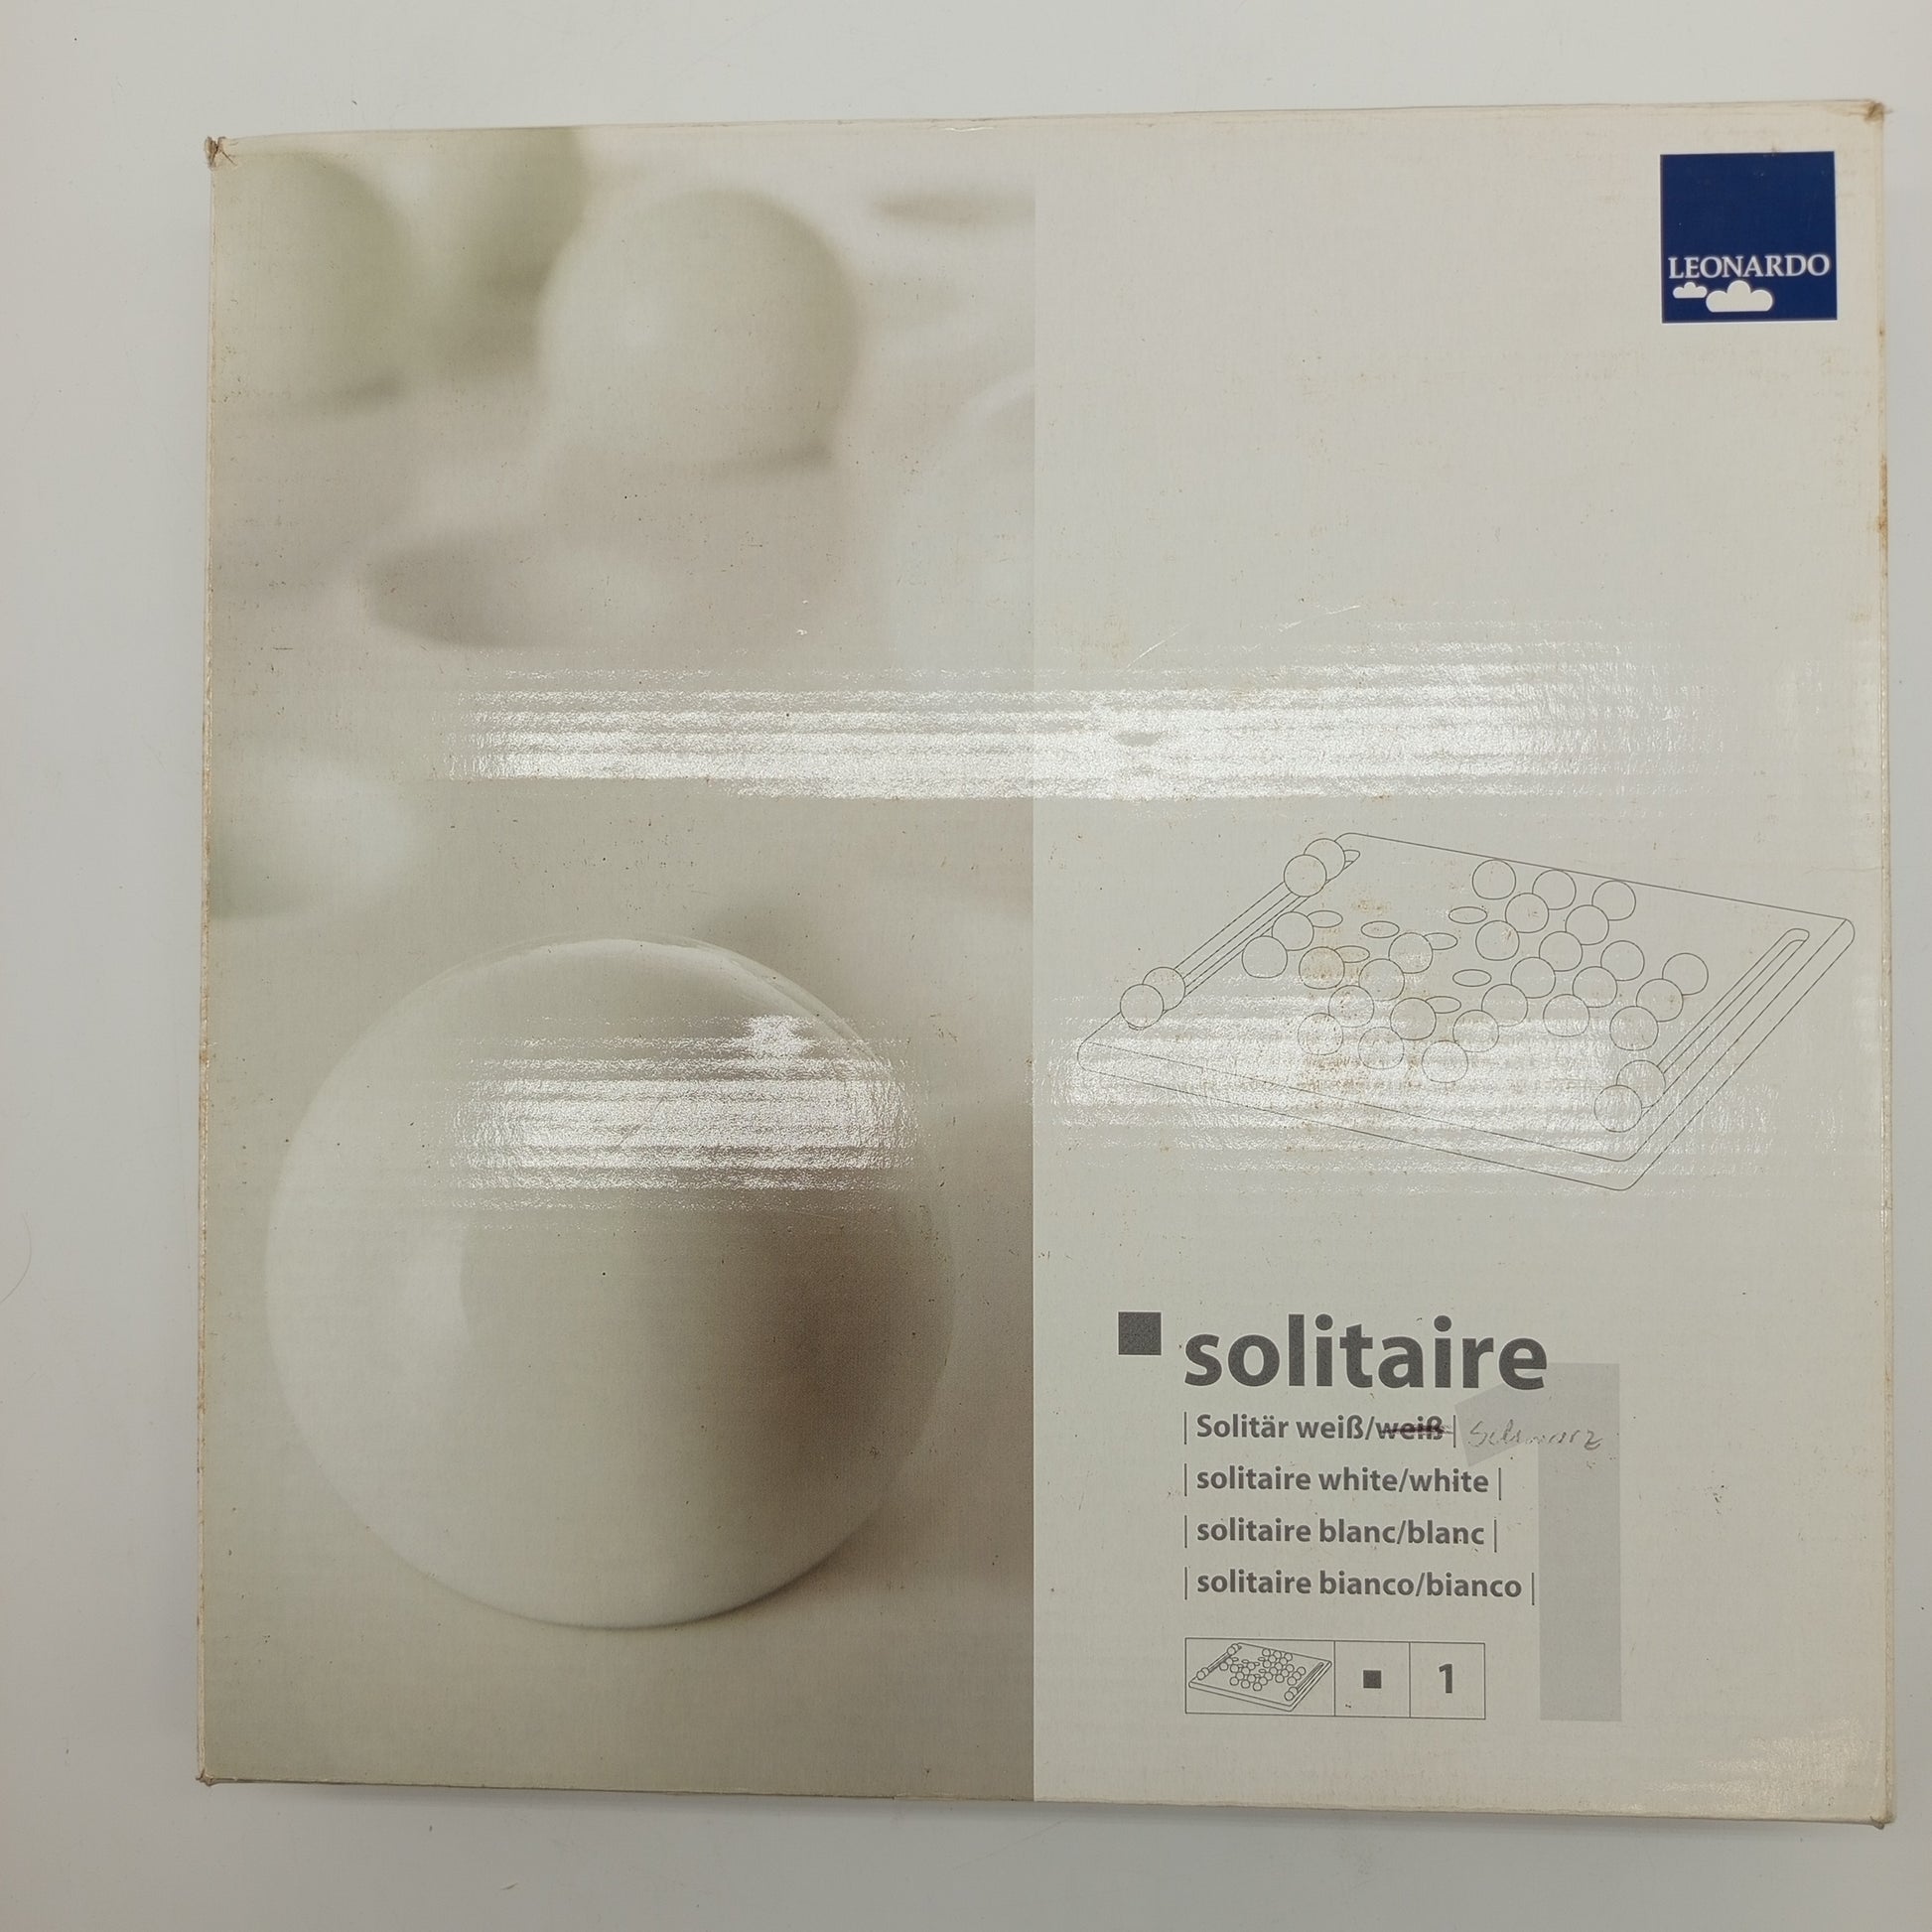 LEONARDO
solitaire
| Solitär weiß/weiß | Schwarz
| solitaire white/white |
| solitaire blanc/blanc |
| solitaire bianco/bianco |
1
1